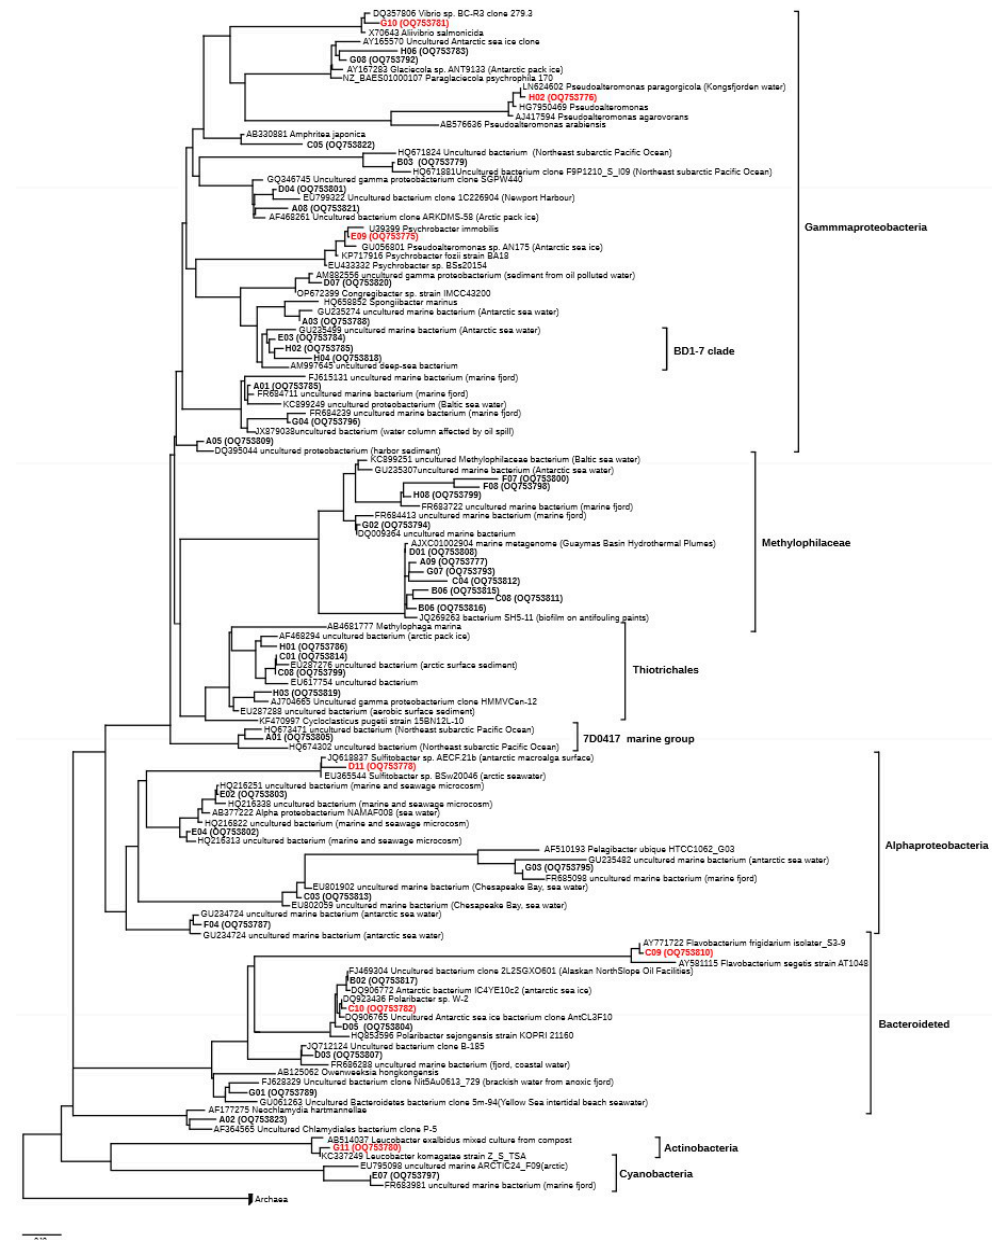 DQ357806 Vibrio sp. BC-R3 clone 279.3
G10 (OQ753781)
X70643 Aliivibrio salmonicida
AY165570 Uncultured Antarctic sea ice clone
H06 (OQ753783)
G08 (OQ753792)
AY167283 Glaciecola sp. ANT9133 (Antarctic pack ice)
NZ_BAES01000107 Paraglaciecola psychrophila 170
LN624602 Pseudoalteromonas paragorgicola (Kongsfjorden water)
H02 (OQ753776)
HG7950469 Pseudoalteromonas
AJ417594 Pseudoalteromonas agarovorans
AB576636 Pseudoalteromonas arabiensis
AB330881 Amphritea japonica
C05 (OQ753822)
HQ671824 Uncultured bacterium (Northeast subarctic Pacific Ocean)
B03 (OQ753779)
HQ671881Uncultured bacterium clone F9P1210_S_I09 (Northeast subarctic Pacific Ocean)
GQ346745 Uncultured gamma proteobacterium clone SGPW440
D04 (OQ753801)
EU799322 Uncultured bacterium clone 1C226904 (Newport Harbour)
A08 (OQ753821)
AF468261 Uncultured bacterium clone ARKDMS-58 (Arctic pack ice)
Gammmaproteobacteria
U39399 Psychrobacter immobilis
E09 (OQ753775)
GU056801 Pseudoalteromonas sp. AN175 (Antarctic sea ice)
KP717916 Psychrobacter fozii strain BA18
EU433332 Psychrobacter sp. BSs20154
AM882556 uncultured gamma proteobacterium (sediment from oil polluted water)
D07 (OQ753820)
OP672399 Congregibacter sp. strain IMCC43200
HQ658852 Spongiibacter marinus
GU235274 uncultured marine bacterium (Antarctic sea water)
A03 (OQ753788)
GU235499 uncultured marine bacterium (Antarctic sea water)
E03 (OQ753784)
H02 (OQ753785)
BD1-7 clade
H04 (OQ753818)
AM997645 uncultured deep-sea bacterium
FJ615131 uncultured marine bacterium (marine fjord)
A01 (OQ753785)
FR684711 uncultured marine bacterium (marine fjord)
KC899249 uncultured proteobacterium (Baltic sea water)
FR684239 uncultured marine bacterium (marine fjord)
G04 (OQ753796)
JX879038uncultured bacterium (water column affected by oil spill)
A05 (OQ753809)
DQ395044 uncultured proteobacterium (harbor sediment)
KC899251 uncultured Methylophilaceae bacterium (Baltic sea water)
GU235307uncultured marine bacterium (Antarctic sea water)
F07 (OQ753800)
F08 (OQ753798)
H08 (OQ753799)
FR683722 uncultured marine bacterium (marine fjord)
FR684413 uncultured marine bacterium (marine fjord)
G02 (OQ753794)
DQ009364 uncultured marine bacterium
AJXC01002904 marine metagenome (Guaymas Basin Hydrothermal Plumes)
Methylophilaceae
D01 (OQ753808)
A09 (OQ753777)
G07 (OQ753793)
C04 (OQ753812)
B06 (OQ753815)
C08 (OQ753811)
B06 (OQ753816)
JQ269263 bacterium SH5-11 (biofilm on antifouling paints)
AB4681777 Methylophaga marina
AF468294 uncultured bacterium (arctic pack ice)
H01 (OQ753786)
C01 (OQ753814)
EU287276 uncultured bacterium (arctic surface sediment)
Thiotrichales
C08 (OQ753799)
EU617754 uncultured bacterium
H03 (OQ753819)
AJ704665 Uncultured gamma proteobacterium clone HMMVCen-12
EU287288 uncultured bacterium (aerobic surface sediment)
KF470997 Cycloclasticus pugetii strain 15BN12L-10
HQ673471 uncultured bacterium (Northeast subarctic Pacific Ocean)
A01 (OQ753805)
7D0417 marine group
HQ674302 uncultured bacterium (Northeast subarctic Pacific Ocean)
JQ618837 Sulfitobacter sp. AECF.21b (antarctic macroalga surface)
D11 (OQ753778)
EU365544 Sulfitobacter sp. BSw20046 (arctic seawater)
HQ216251 uncultured bacterium (marine and seawage microcosm)
E02 (OQ753803)
HQ216338 uncultured bacterium (marine and seawage microcosm)
AB377222 Alpha proteobacterium NAMAF008 (sea water)
HQ216822 uncultured bacterium (marine and seawage microcosm)
E04 (OQ753802)
HQ216313 uncultured bacterium (marine and seawage microcosm)
Alphaproteobacteria
AF510193 Pelagibacter ubique HTCC1062_G03
GU235482 uncultured marine bacterium (antarctic sea water)
G03 (OQ753795)
FR685098 uncultured marine bacterium (marine fjord)
EU801902 uncultured marine bacterium (Chesapeake Bay, sea water)
C03 (OQ753813)
EU802059 uncultured marine bacterium (Chesapeake Bay, sea water)
GU234724 uncultured marine bacterium (antarctic sea water)
F04 (OQ753787)
GU234724 uncultured marine bacterium (antarctic sea water)
AY771722 Flavobacterium frigidarium isolater_S3-9
C09 (OQ753810)
AY581115 Flavobacterium segetis strain AT1048
FJ469304 Uncultured bacterium clone 2L2SGXO601 (Alaskan NorthSlope Oil Facilities)
B02 (OQ753817)
DQ906772 Antarctic bacterium IC4YE10c2 (antarctic sea ice)
DQ923436 Polaribacter sp. W-2
C10 (OQ753782)
DQ906765 Uncultured Antarctic sea ice bacterium clone AntCL3F10
Bacteroideted
D05 (OQ753804)
HQ853596 Polaribacter sejongensis strain KOPRI 21160
JQ712124 Uncultured bacterium clone B-185
D03 (OQ753807)
FR686288 uncultured marine bacterium (fjord, coastal water)
AB125062 Owenweeksia hongkongensis
FJ628329 Uncultured bacterium clone Nit5Au0613_729 (brackish water from anoxic fjord)
G01 (OQ753789)
GU061263 Uncultured Bacteroidetes bacterium clone 5m-94(Yellow Sea intertidal beach seawater)
AF177275 Neochlamydia hartmannellae
A02 (OQ753823)
AF364565 Uncultured Chlamydiales bacterium clone P-5
AB514037 Leucobacter exalbidus mixed culture from compost
G11 (OQ753780)
Actinobacteria
KC337249 Leucobacter komagatae strain Z_S_TSA
EU795098 uncultured marine ARCTIC24_F09(arctic)
E07 (OQ753797)
Cyanobacteria
FR683981 uncultured marine bacterium (marine fjord)
Archaea